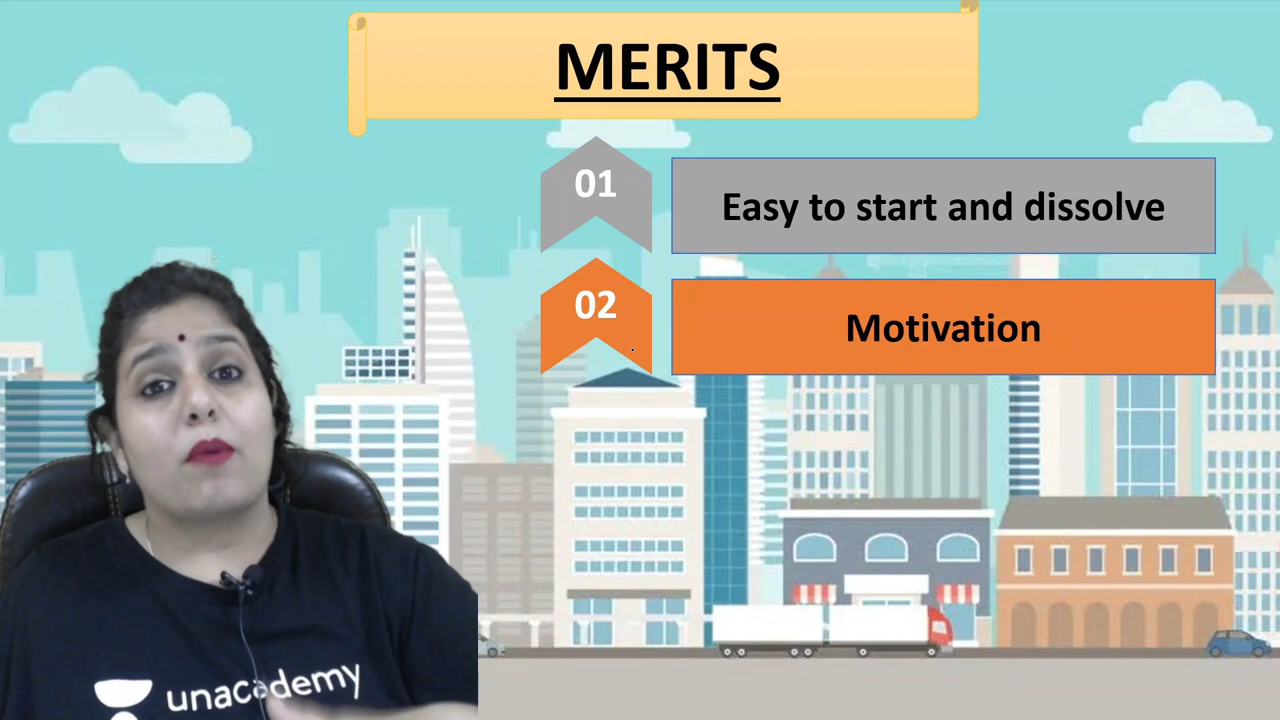 MERITS
01
Easy to start and dissolve
02
Motivation
unacademy